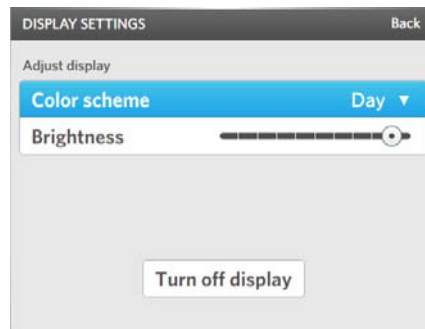 DISPLAY SETTINGS Back
Adjust display
Color scheme Day ▼
Brightness
Turn off display